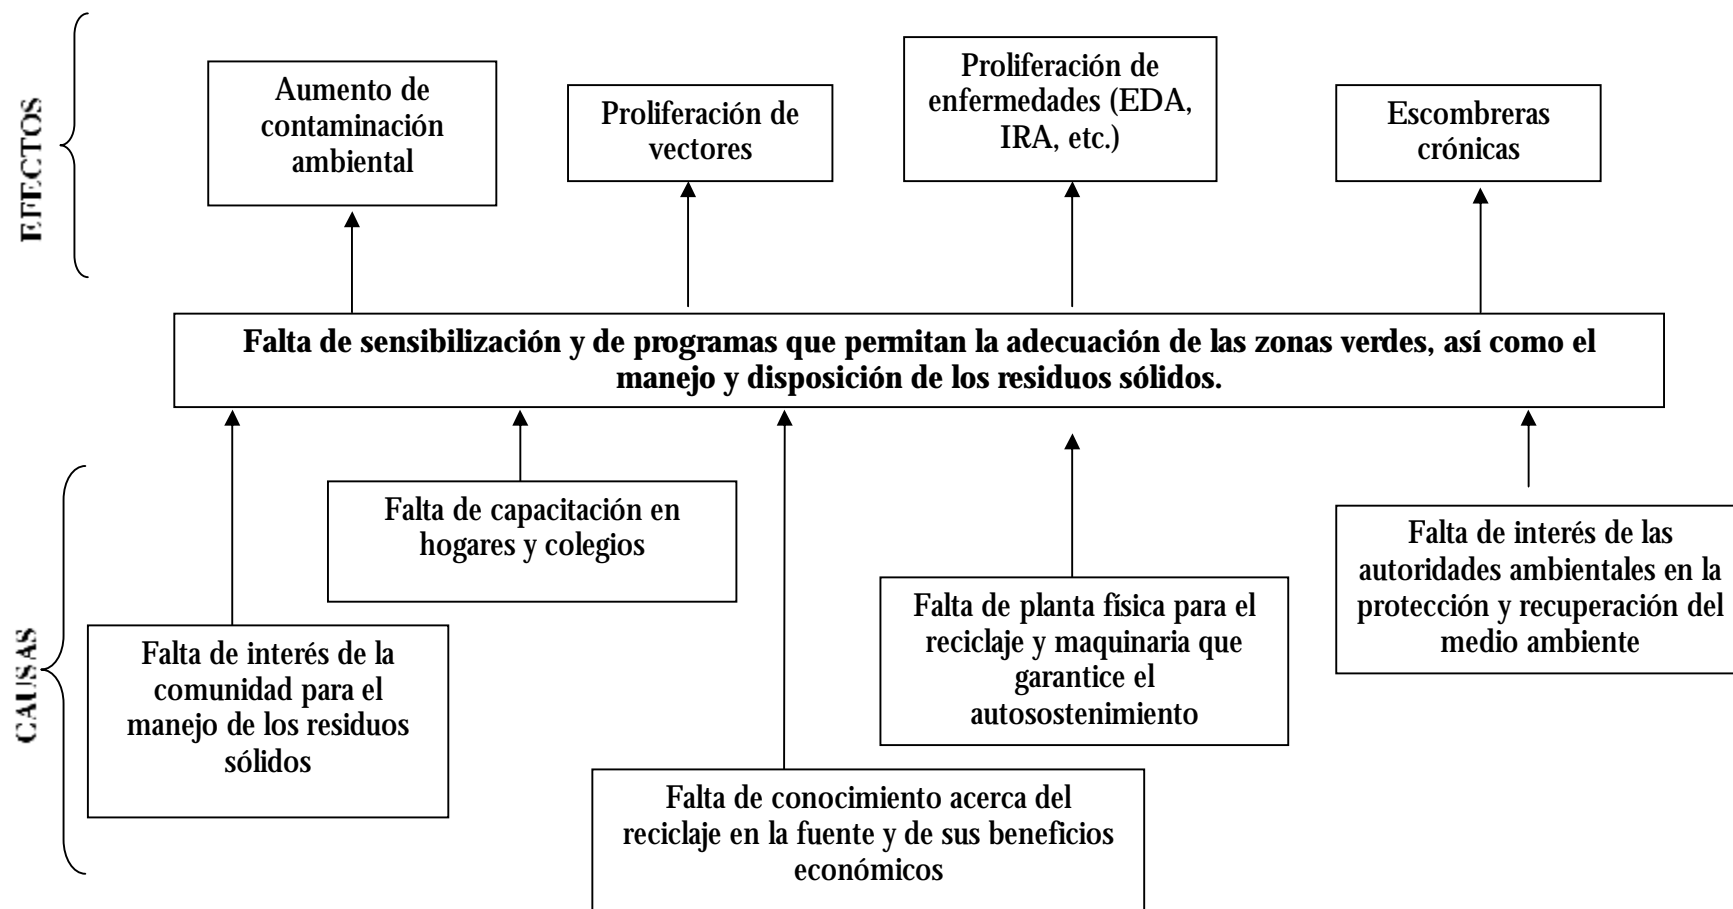 EFECTOS
Aumento de
contaminación
ambiental
Proliferación de
vectores
Proliferación de
enfermedades (EDA,
IRA, etc.)
Escombreras
crónicas
Falta de sensibilización y de programas que permitan la adecuación de las zonas verdes, así como el
manejo y disposición de los residuos sólidos.
CAUSAS
Falta de interés de la
comunidad para el
manejo de los residuos
sólidos
Falta de capacitación en
hogares y colegios
Falta de conocimiento acerca del
reciclaje en la fuente y de sus beneficios
económicos
Falta de planta física para el
reciclaje y maquinaria que
garantice el
autosostenimiento
Falta de interés de las
autoridades ambientales en la
protección y recuperación del
medio ambiente